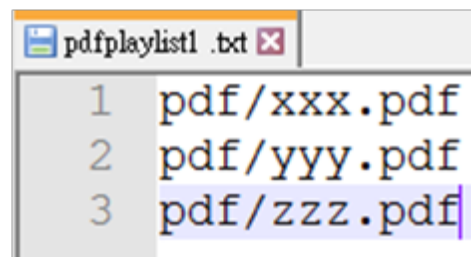 pdfplaylist1 .txt
1 pdf/xxx.pdf
2 pdf/yyy.pdf
3 pdf/zzz.pdf